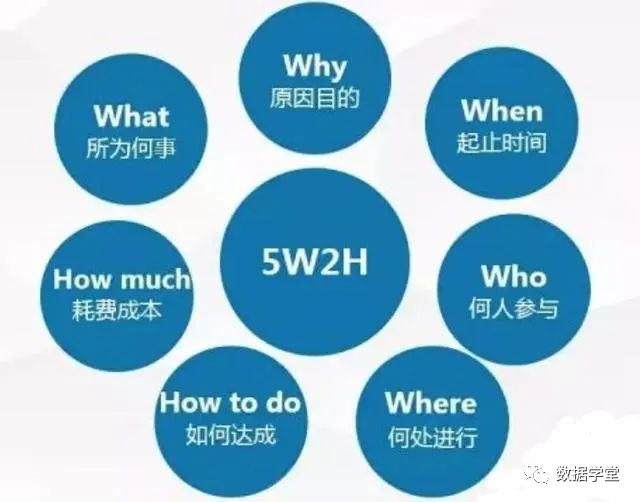 Why
原因目的
What
所为何事
When
起止时间
5W2H
How much
耗费成本
Who
何人参与
How to do
如何达成
Where
何处进行
数据学堂